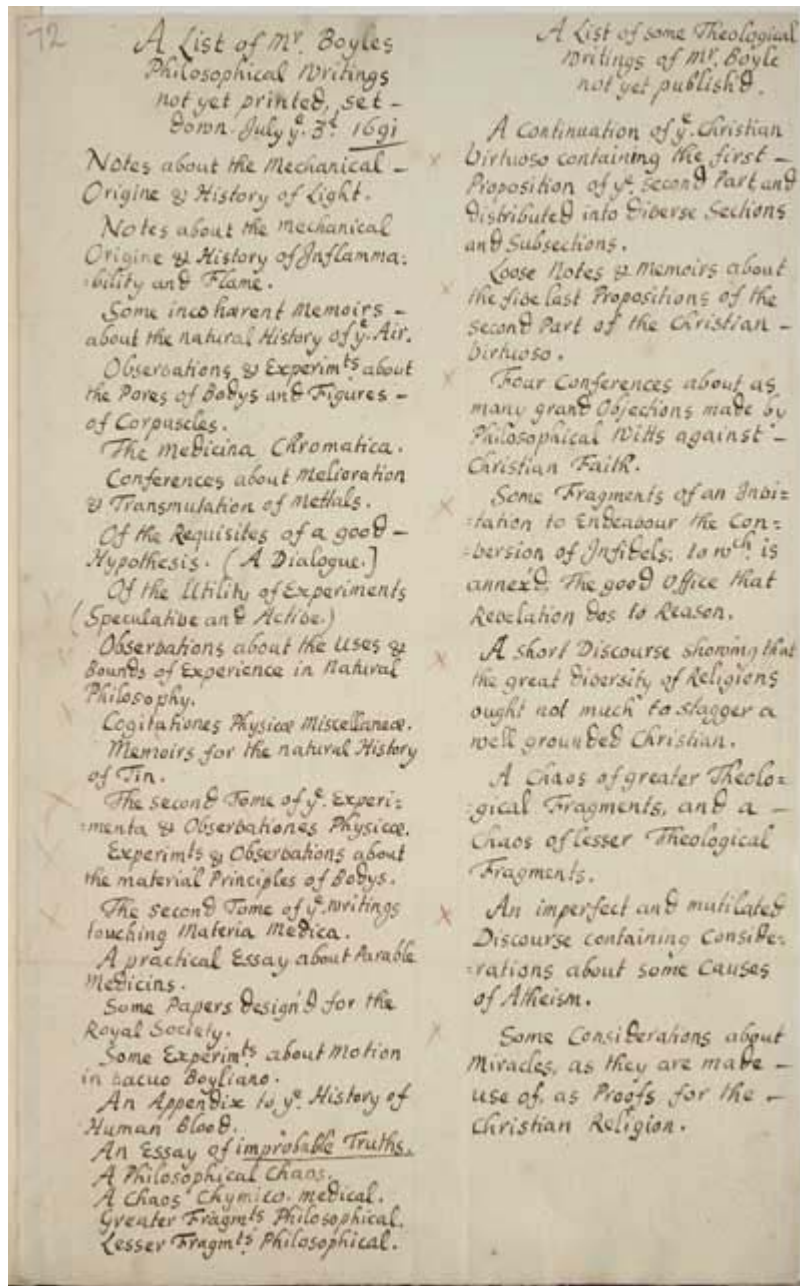 72
A List of Mr. Boyles
Philosophical Writings
not yet printed, set -
down July ye. 3d. 1691
Notes about the Mechanical -
Origine & History of Light.
Notes about the mechanical
Origine & History of Inflamma:
:bility and Flame.
Some incohærent Memoirs -
about the natural History of ye. Air.
Observations & Experimts about
the Pores of Bodys and Figures -
of Corpuscles.
The Medicina Chromatica.
Conferences about Melioration
& Transmutation of Mettals.
Of the Requisites of a good -
Hypothesis. (A Dialogue.]
Of the Utility of Experiments
(Speculative and Active.)
Observations about the Uses &
Bounds of Experience in Natural
Philosophy.
Cogitationes Physicæ Miscellaneæ.
Memoirs for the natural History
of Tin.
The second Tome of ye. Experi:
:menta & Observationes Physicæ.
Experimts & Observations about
the material Principles of Bodys.
The second Tome of ye. writings
touching Materia Medica.
A practical Essay about Parable
Medicins.
Some Papers design'd for the
Royal Society.
Some Experimts about Motion
in vacuo Boyliano.
An Appendix to ye. History of
Human Blood.
An Essay of improbable Truths.
A Philosophical Chaos.
A Chaos Chymico-medical.
Greater Fragmts Philosophical.
Lesser Fragmts Philosophical.
A List of some Theological
Writings of Mr. Boyle
not yet publish'd.
A Continuation of ye. Christian
Virtuoso containing the first -
Proposition of ye. second Part and
distributed into diverse Sections
and Subsections.
Loose Notes & Memoirs about
the five last Propositions of the
second Part of the Christian -
Virtuoso.
Four Conferences about as
many grand Objections made by
Philosophical Witts against -
Christian Faith.
Some Fragments of an Invi:
:tation to Endeavour the Con:
:version of Infidels; to wch. is
annex'd, The good Office that
Revelation dos to Reason.
A short Discourse showing that
the great diversity of Religions
ought not much to stagger a
well grounded Christian.
A Chaos of greater Theolo:
:gical Fragments, and a -
Chaos of lesser Theological
Fragments.
An imperfect and mutilated
Discourse containing Conside:
:rations about some Causes
of Atheism.
Some Considerations about
Miracles, as they are made -
use of, as Proofs for the -
Christian Religion.